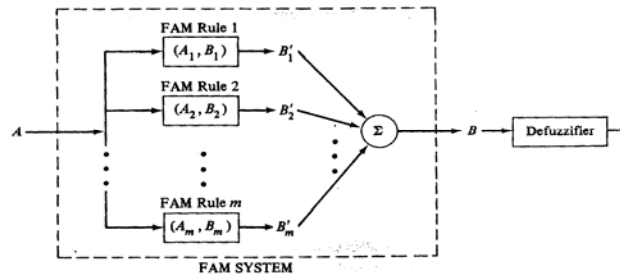 FAM Rule 1
(A₁, B₁)
B′₁
FAM Rule 2
(A₂, B₂)
B′₂
A
Σ
B
Defuzzifier
FAM Rule m
(Aₘ, Bₘ)
B′ₘ
FAM SYSTEM